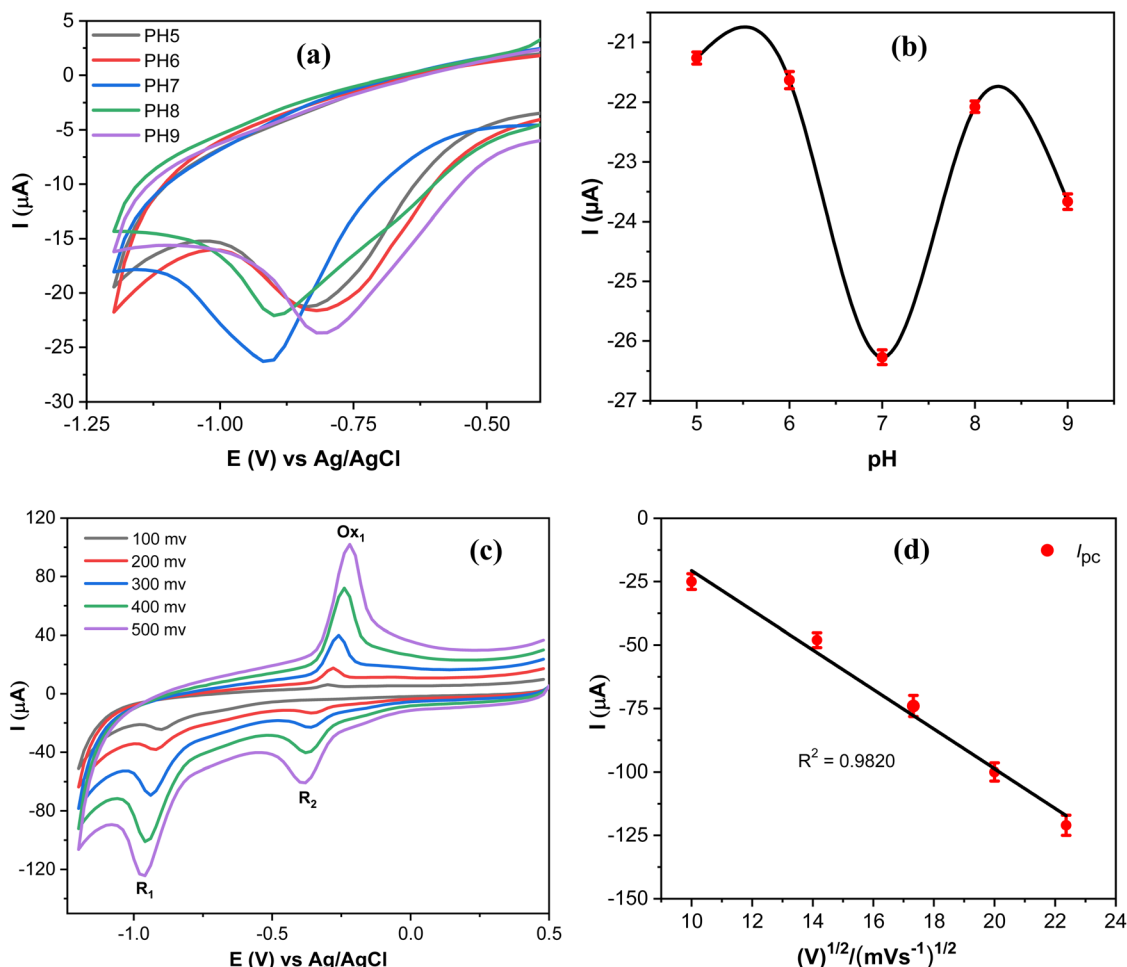 (a)
PH5
PH6
PH7
PH8
PH9
5
0
-5
-10
-15
-20
-25
-30
I (µA)
-1.25
-1.00
-0.75
-0.50
E (V) vs Ag/AgCl
(b)
-21
-22
-23
-24
-25
-26
-27
I (µA)
5
6
7
8
9
pH
(c)
100 mv
200 mv
300 mv
400 mv
500 mv
Ox₁
R₂
R₁
120
80
40
0
-40
-80
-120
I (µA)
-1.0
-0.5
0.0
0.5
E (V) vs Ag/AgCl
(d)
Iₚc
R² = 0.9820
0
-25
-50
-75
-100
-125
-150
I (µA)
10
12
14
16
18
20
22
24
(V)¹ᐟ²/(mVs⁻¹)¹ᐟ²